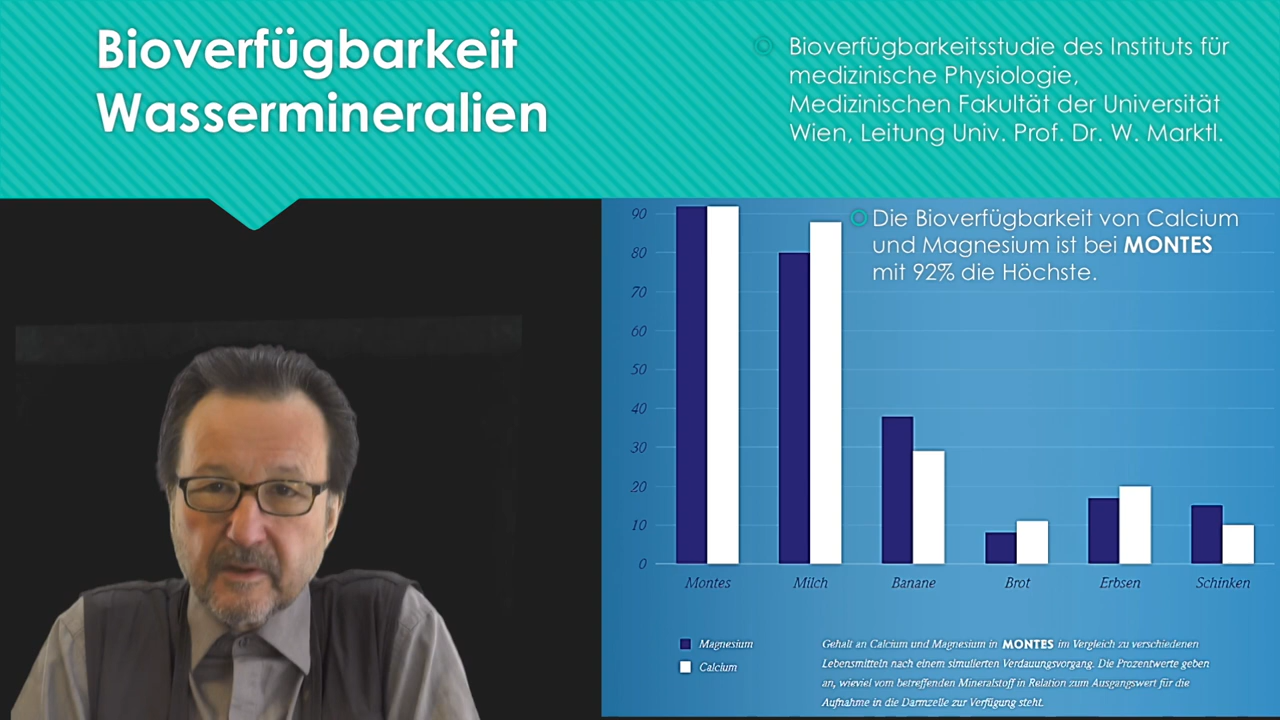 Bioverfügbarkeit
Wassermineralien
Bioverfügbarkeitsstudie des Instituts für
medizinische Physiologie,
Medizinischen Fakultät der Universität
Wien, Leitung Univ. Prof. Dr. W. Marktl.
Die Bioverfügbarkeit von Calcium
und Magnesium ist bei MONTES
mit 92% die Höchste.
90
80
70
60
50
40
30
20
10
0
Montes Milch Banane Brot Erbsen Schinken
Magnesium
Calcium
Gehalt an Calcium und Magnesium in MONTES im Vergleich zu verschiedenen
Lebensmitteln nach einem simulierten Verdauungsvorgang. Die Prozentwerte geben
an, wieviel vom betreffenden Mineralstoff in Relation zum Ausgangswert für die
Aufnahme in die Darmzelle zur Verfügung steht.